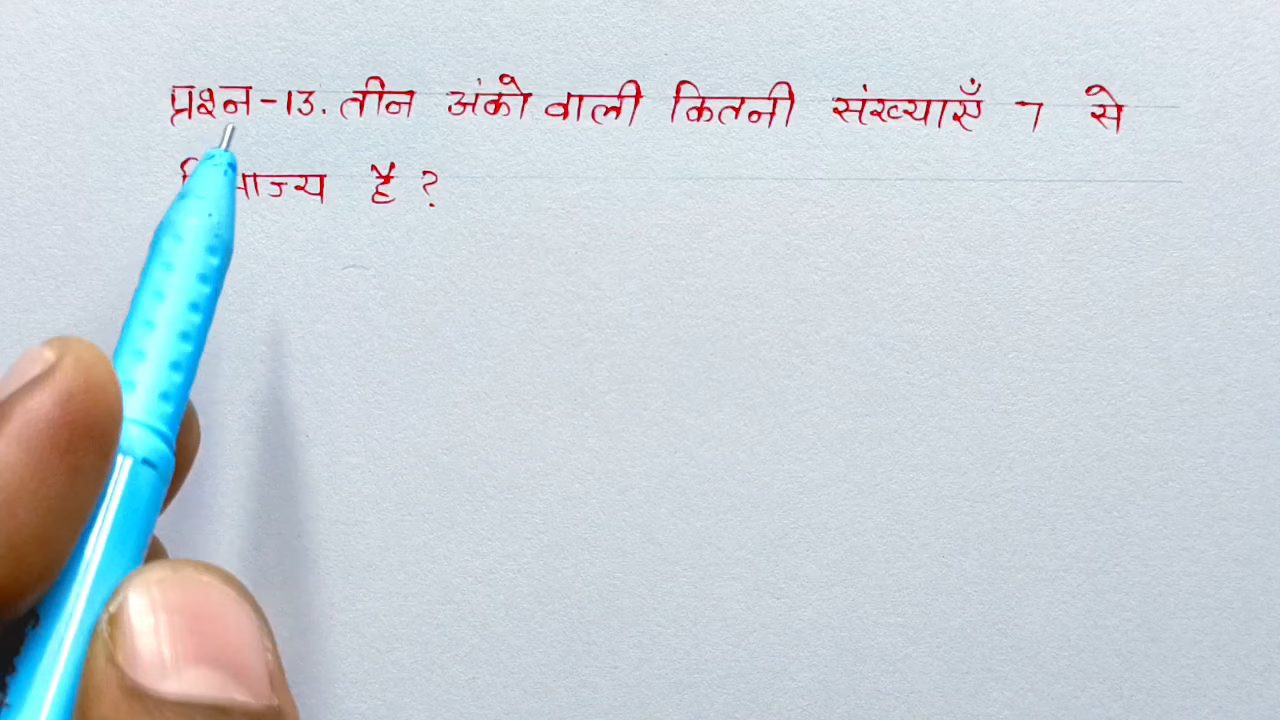 प्रश्न-13. तीन अंको वाली कितनी संख्याएँ 7 से
है ?